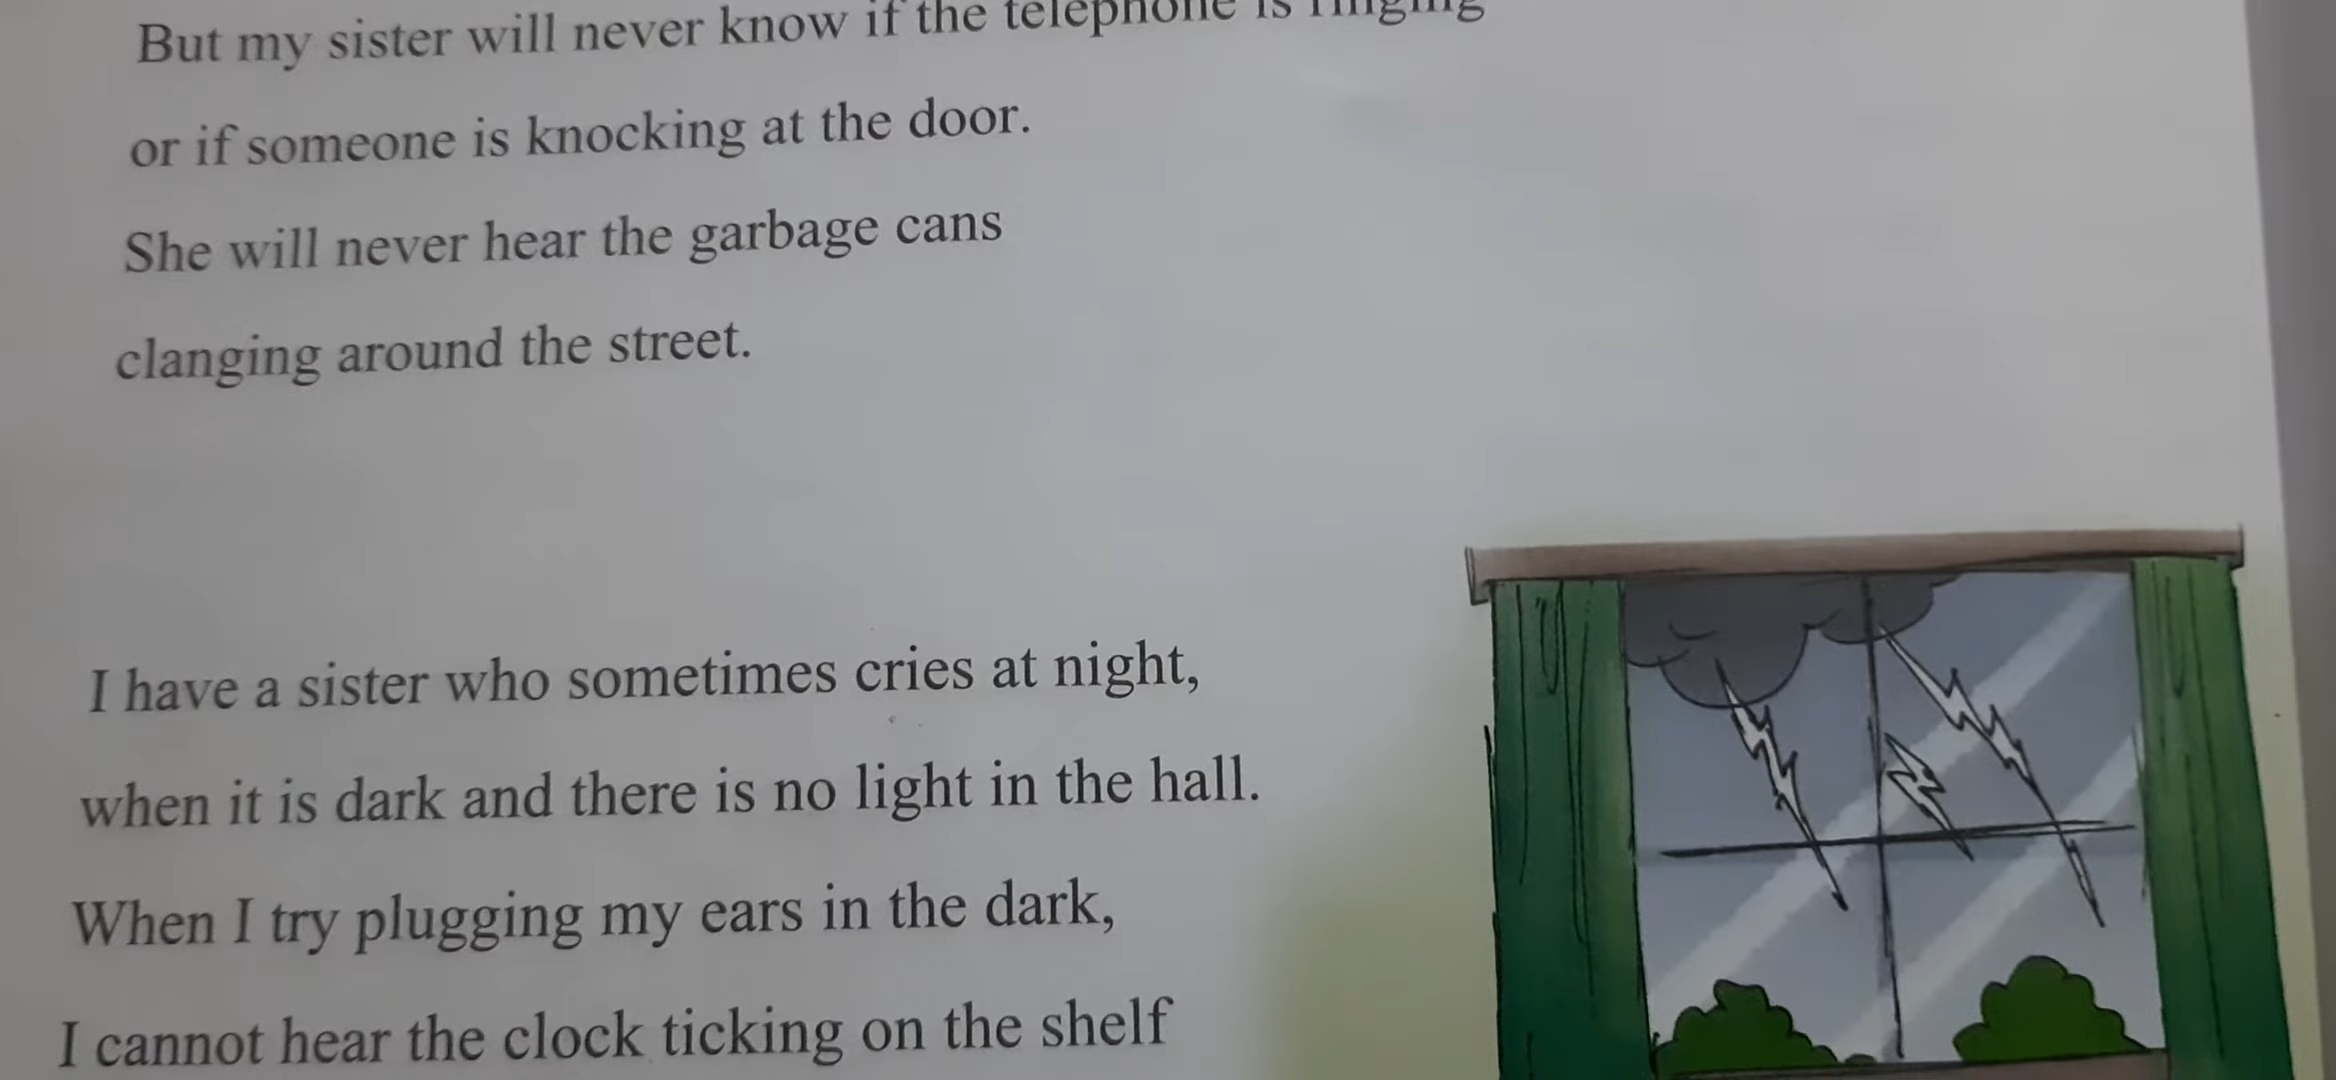 But my sister will never know if the telephone is ringing
or if someone is knocking at the door.
She will never hear the garbage cans
clanging around the street.
I have a sister who sometimes cries at night,
when it is dark and there is no light in the hall.
When I try plugging my ears in the dark,
I cannot hear the clock ticking on the shelf